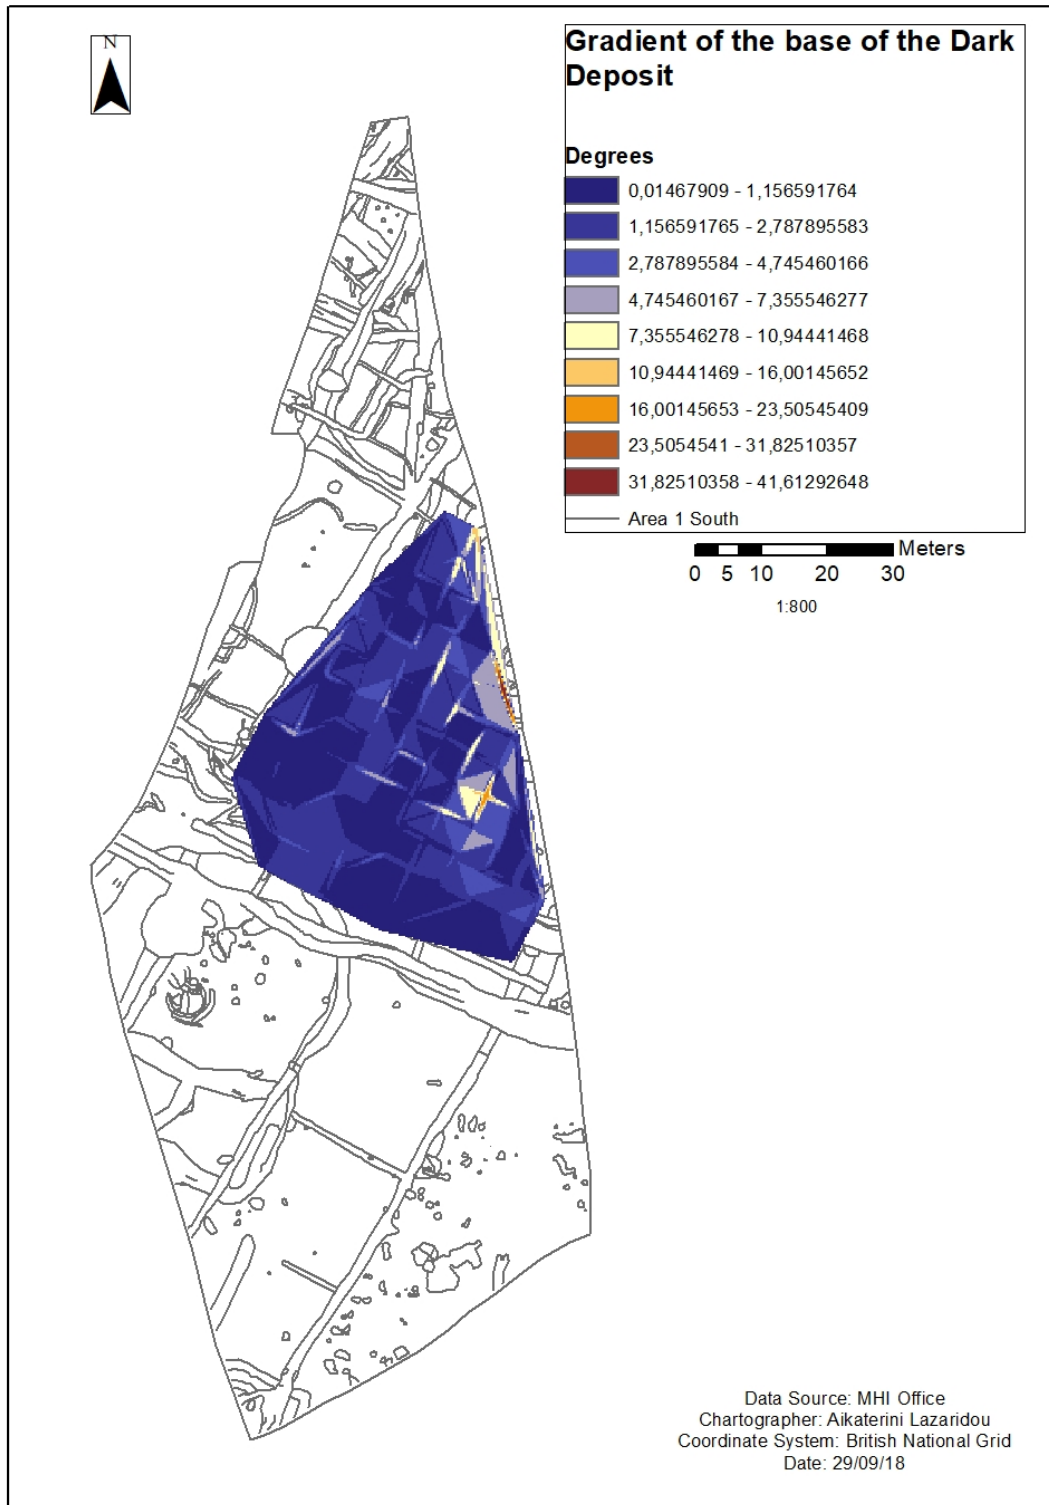 N
Gradient of the base of the Dark
Deposit
Degrees
0,01467909 - 1,156591764
1,156591765 - 2,787895583
2,787895584 - 4,745460166
4,745460167 - 7,355546277
7,355546278 - 10,94441468
10,94441469 - 16,00145652
16,00145653 - 23,50545409
23,5054541 - 31,82510357
31,82510358 - 41,61292648
Area 1 South
Meters
0 5 10 20 30
1:800
Data Source: MHI Office
Chartographer: Aikaterini Lazaridou
Coordinate System: British National Grid
Date: 29/09/18